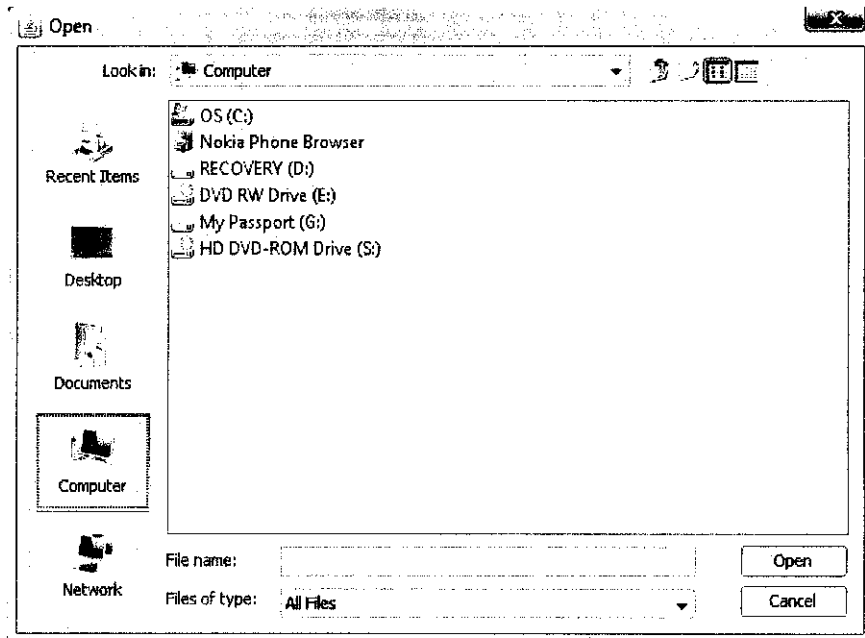 Open
Look in: Computer
OS (C:)
Nokia Phone Browser
RECOVERY (D:)
DVD RW Drive (E:)
My Passport (G:)
HD DVD-ROM Drive (S:)
Recent Items
Desktop
Documents
Computer
Network
File name:
Open
Files of type: All Files
Cancel